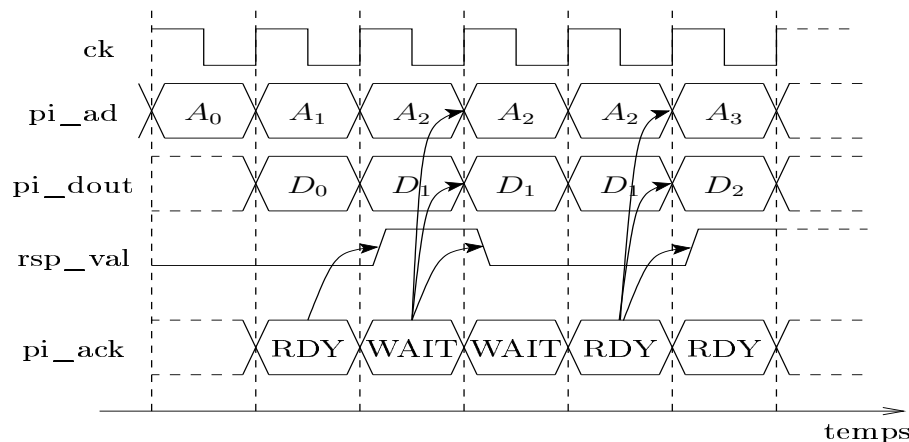 ck
pi_ad A₀ A₁ A₂ A₂ A₂ A₃
pi_dout D₀ D₁ D₁ D₁ D₂
rsp_val
pi_ack RDY WAIT WAIT RDY RDY
temps